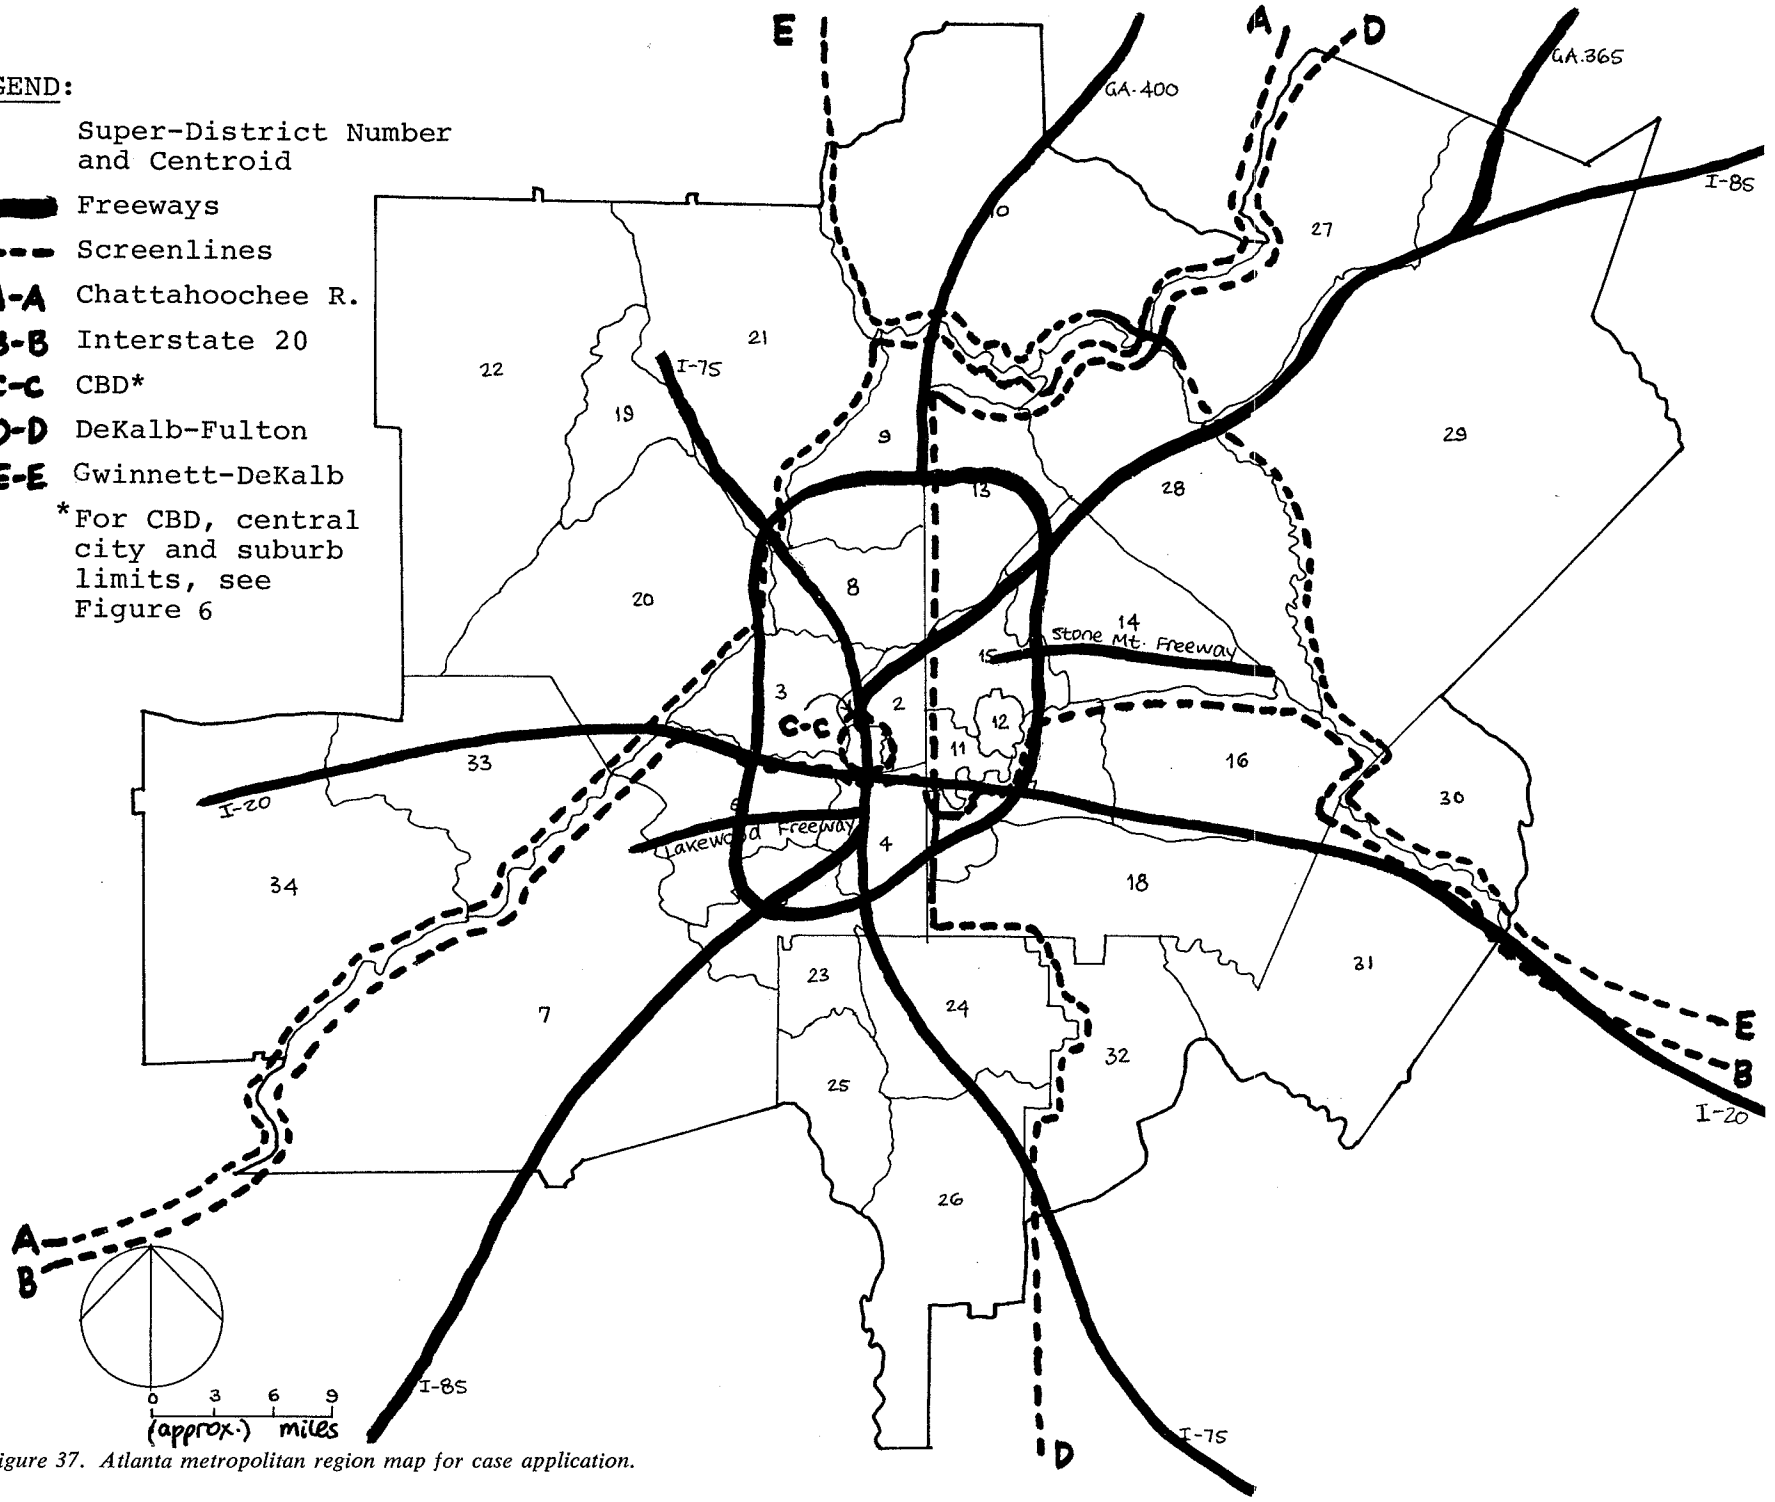 GEND:
Super-District Number
and Centroid
Freeways
Screenlines
A-A Chattahoochee R.
B-B Interstate 20
C-C CBD*
D-D DeKalb-Fulton
E-E Gwinnett-DeKalb
*For CBD, central
city and suburb
limits, see
Figure 6
E
A
D
GA.365
GA-400
I-85
10
27
21
22
I-75
19
9
29
13
28
8
20
14
Stone Mt. Freeway
15
3
1
2
C-C
12
11
33
16
I-20
6
30
Lakewood Freeway
4
34
18
31
23
24
7
E
32
25
B
I-20
26
A
B
0 3 6 9
(approx.) miles
I-85
I-75
D
igure 37. Atlanta metropolitan region map for case application.